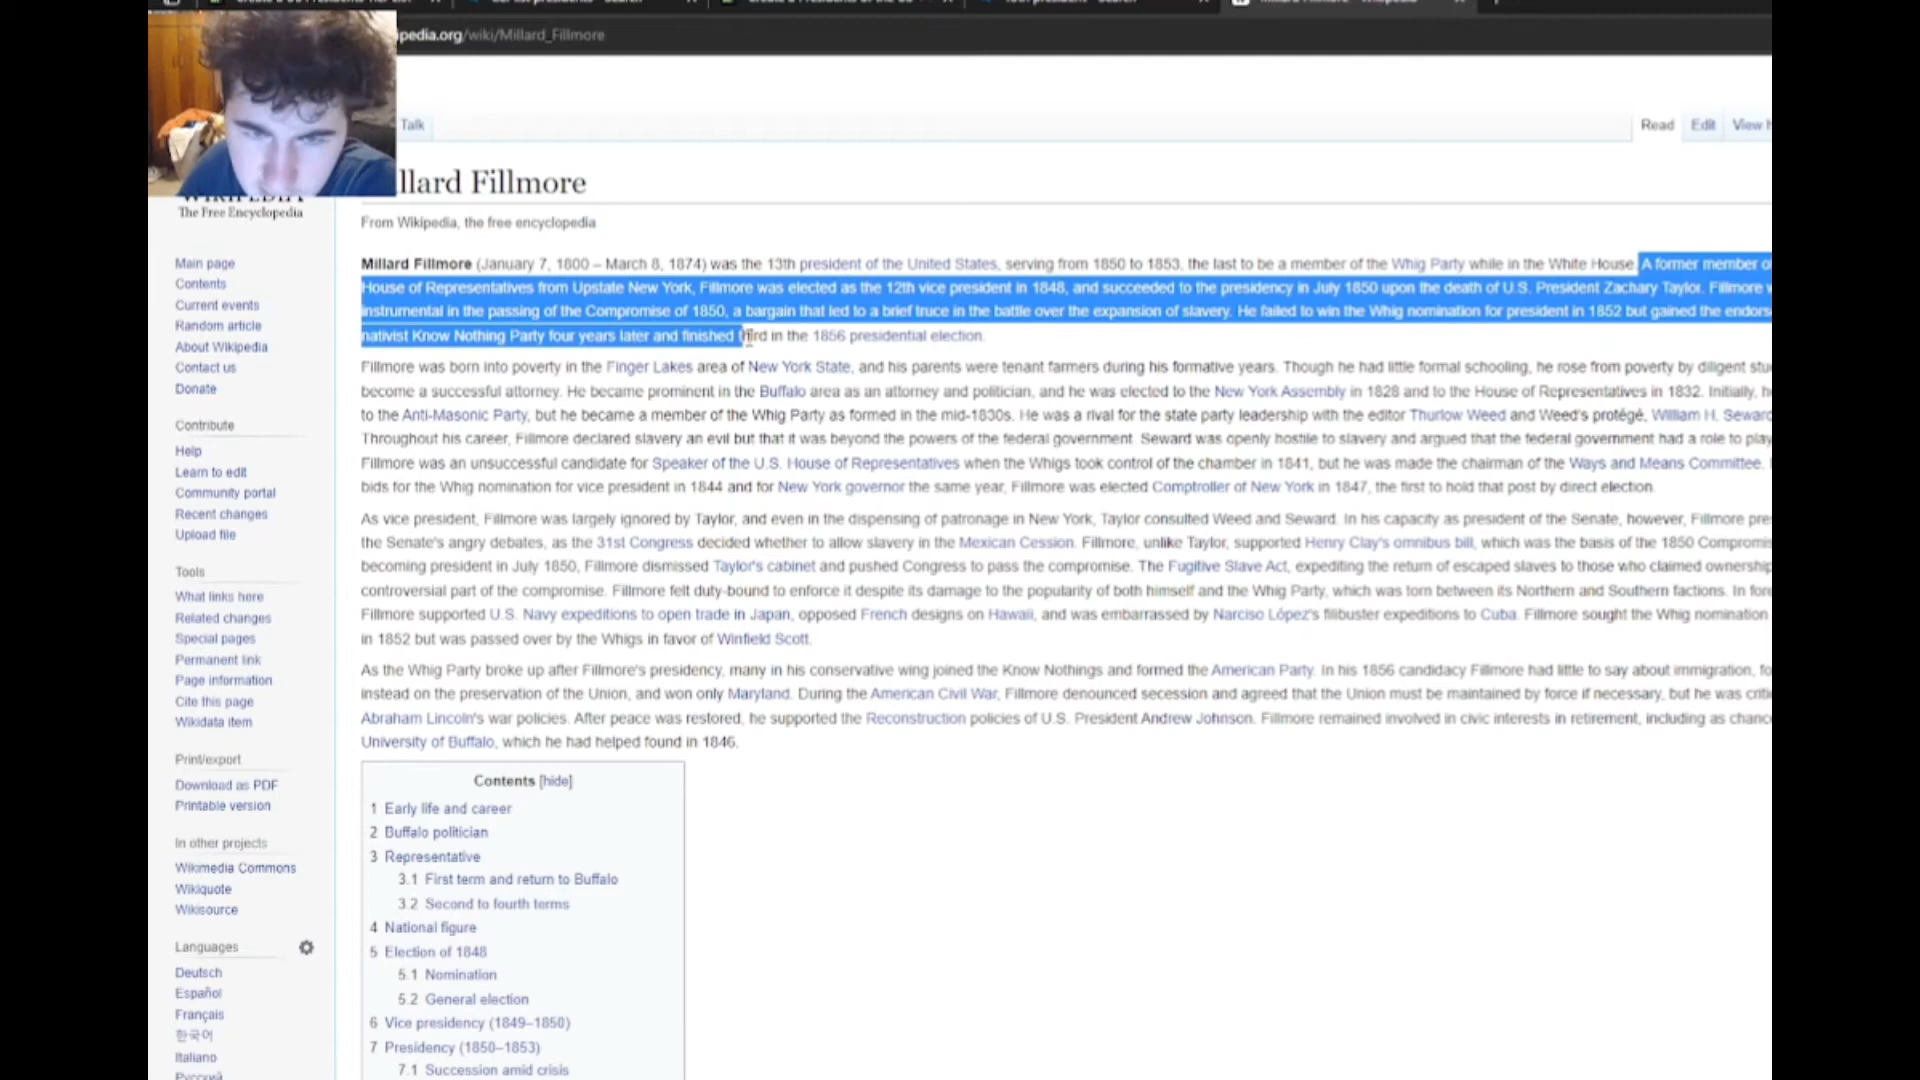 pedia.org/wiki/Millard_Fillmore
Talk
Read Edit View
llard Fillmore
WIKIPEDIA
The Free Encyclopedia
From Wikipedia, the free encyclopedia
Main page
Contents
Current events
Random article
About Wikipedia
Contact us
Donate
Contribute
Help
Learn to edit
Community portal
Recent changes
Upload file
Tools
What links here
Related changes
Special pages
Permanent link
Page information
Cite this page
Wikidata item
Print/export
Download as PDF
Printable version
In other projects
Wikimedia Commons
Wikiquote
Wikisource
Languages
Deutsch
Español
Français
한국어
Italiano
Русский
Millard Fillmore (January 7, 1800 – March 8, 1874) was the 13th president of the United States, serving from 1850 to 1853, the last to be a member of the Whig Party while in the White House. A former member of
House of Representatives from Upstate New York, Fillmore was elected as the 12th vice president in 1848, and succeeded to the presidency in July 1850 upon the death of U.S. President Zachary Taylor. Fillmore w
instrumental in the passing of the Compromise of 1850, a bargain that led to a brief truce in the battle over the expansion of slavery. He failed to win the Whig nomination for president in 1852 but gained the endors
nativist Know Nothing Party four years later and finished third in the 1856 presidential election.
Fillmore was born into poverty in the Finger Lakes area of New York State, and his parents were tenant farmers during his formative years. Though he had little formal schooling, he rose from poverty by diligent stu
become a successful attorney. He became prominent in the Buffalo area as an attorney and politician, and he was elected to the New York Assembly in 1828 and to the House of Representatives in 1832. Initially, h
to the Anti-Masonic Party, but he became a member of the Whig Party as formed in the mid-1830s. He was a rival for the state party leadership with the editor Thurlow Weed and Weed's protégé, William H. Seward
Throughout his career, Fillmore declared slavery an evil but that it was beyond the powers of the federal government. Seward was openly hostile to slavery and argued that the federal government had a role to play
Fillmore was an unsuccessful candidate for Speaker of the U.S. House of Representatives when the Whigs took control of the chamber in 1841, but he was made the chairman of the Ways and Means Committee.
bids for the Whig nomination for vice president in 1844 and for New York governor the same year, Fillmore was elected Comptroller of New York in 1847, the first to hold that post by direct election.
As vice president, Fillmore was largely ignored by Taylor, and even in the dispensing of patronage in New York, Taylor consulted Weed and Seward. In his capacity as president of the Senate, however, Fillmore pre
the Senate's angry debates, as the 31st Congress decided whether to allow slavery in the Mexican Cession. Fillmore, unlike Taylor, supported Henry Clay's omnibus bill, which was the basis of the 1850 Compromis
becoming president in July 1850, Fillmore dismissed Taylor's cabinet and pushed Congress to pass the compromise. The Fugitive Slave Act, expediting the return of escaped slaves to those who claimed ownership
controversial part of the compromise. Fillmore felt duty-bound to enforce it despite its damage to the popularity of both himself and the Whig Party, which was torn between its Northern and Southern factions. In fore
Fillmore supported U.S. Navy expeditions to open trade in Japan, opposed French designs on Hawaii, and was embarrassed by Narciso López's filibuster expeditions to Cuba. Fillmore sought the Whig nomination
in 1852 but was passed over by the Whigs in favor of Winfield Scott.
As the Whig Party broke up after Fillmore's presidency, many in his conservative wing joined the Know Nothings and formed the American Party. In his 1856 candidacy Fillmore had little to say about immigration, fo
instead on the preservation of the Union, and won only Maryland. During the American Civil War, Fillmore denounced secession and agreed that the Union must be maintained by force if necessary, but he was criti
Abraham Lincoln's war policies. After peace was restored, he supported the Reconstruction policies of U.S. President Andrew Johnson. Fillmore remained involved in civic interests in retirement, including as chanc
University of Buffalo, which he had helped found in 1846.
Contents [hide]
1 Early life and career
2 Buffalo politician
3 Representative
3.1 First term and return to Buffalo
3.2 Second to fourth terms
4 National figure
5 Election of 1848
5.1 Nomination
5.2 General election
6 Vice presidency (1849–1850)
7 Presidency (1850–1853)
7.1 Succession amid crisis